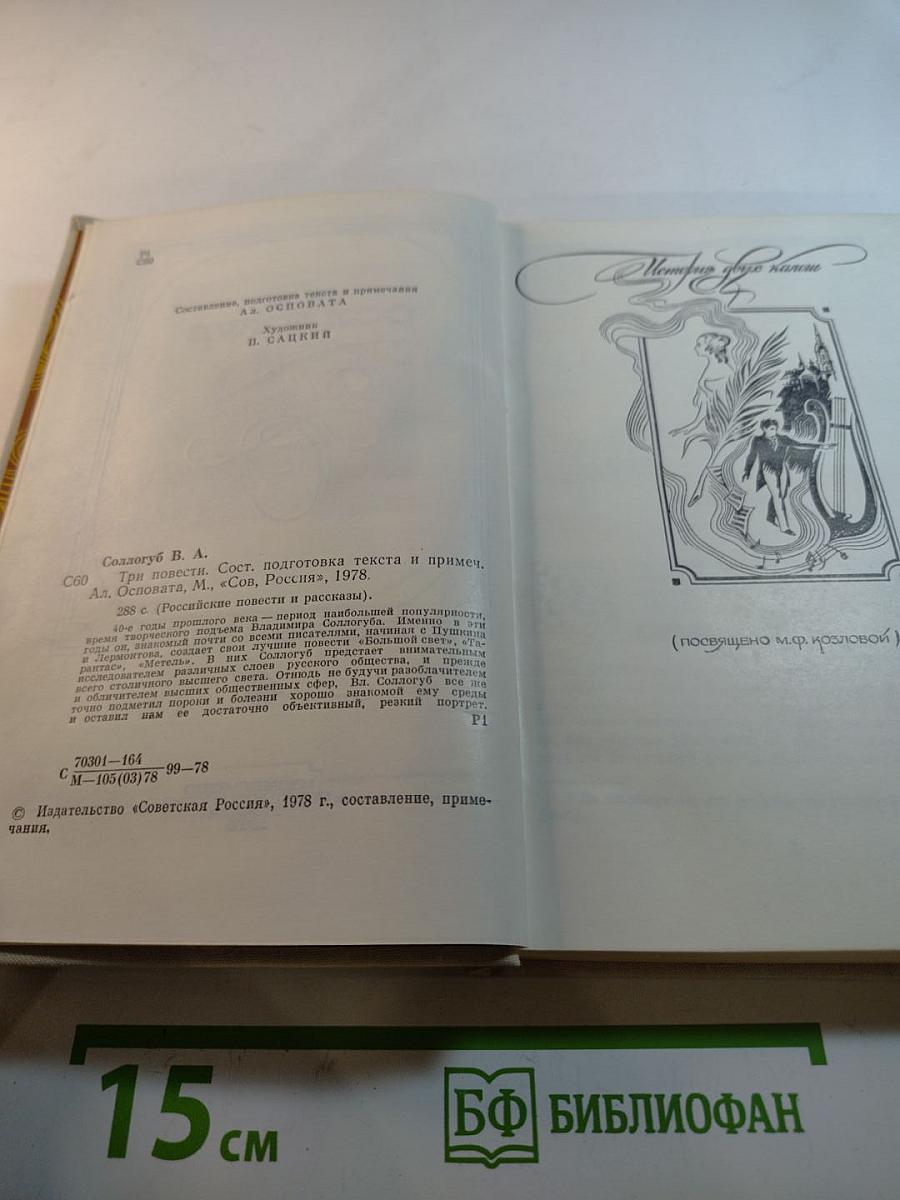 Р1
С60
Составление, подготовка текста и примечания
Ал. ОСПОВАТА
Художник
П. САЦКИЙ
Соллогуб В. А.
С60 Три повести. Сост. подготовка текста и примеч.
Ал. Осповата, М., «Сов, Россия», 1978.
288 с. (Российские повести и рассказы).
40-е годы прошлого века — период наибольшей популярности,
время творческого подъема Владимира Соллогуба. Именно в эти
годы он, знакомый почти со всеми писателями, начиная с Пушкина
и Лермонтова, создает свои лучшие повести «Большой свет», «Та-
рантас», «Метель». В них Соллогуб предстает внимательным
исследователем различных слоев русского общества, и прежде
всего столичного высшего света. Отнюдь не будучи разоблачителем
и обличителем высших общественных сфер, Вл. Соллогуб все же
точно подметил пороки и болезни хорошо знакомой ему среды
и оставил нам ее достаточно объективный, резкий портрет.
Р1
С 70301—164
М—105(03)78 99—78
© Издательство «Советская Россия», 1978 г., составление, приме-
чания.
История двух калош
(посвящено М.Ф. Козловой)
15 см
БФ БИБЛИОФАН